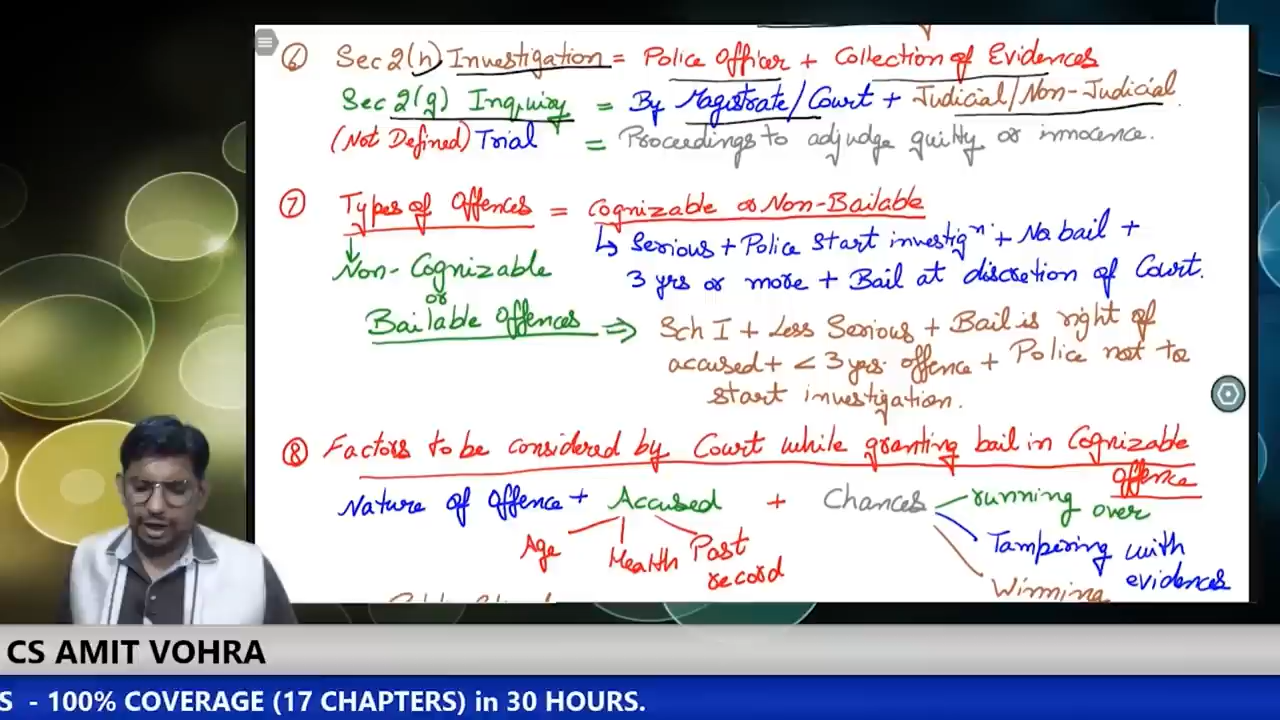 ⑥ Sec 2(h) Investigation = Police Officer + Collection of Evidences
Sec 2(g) Inquiry = By Magistrate/Court + Judicial/Non-Judicial.
(Not Defined) Trial = Proceedings to adjudge guilty or innocence.
⑦ Types of Offences = Cognizable or Non-Bailable
↳ Serious + Police start investigⁿ + No bail +
3 yrs or more + Bail at discretion of Court.
Non-Cognizable
or
Bailable Offences ⇒ Sch I + Less Serious + Bail is right of
accused + < 3 yrs. offence + Police not to
start investigation.
⑧ Factors to be considered by Court while granting bail in Cognizable
offence
Nature of offence + Accused + Chances running over
Age Health Past record
Tampering with evidences
Winning
CS AMIT VOHRA
S - 100% COVERAGE (17 CHAPTERS) in 30 HOURS.